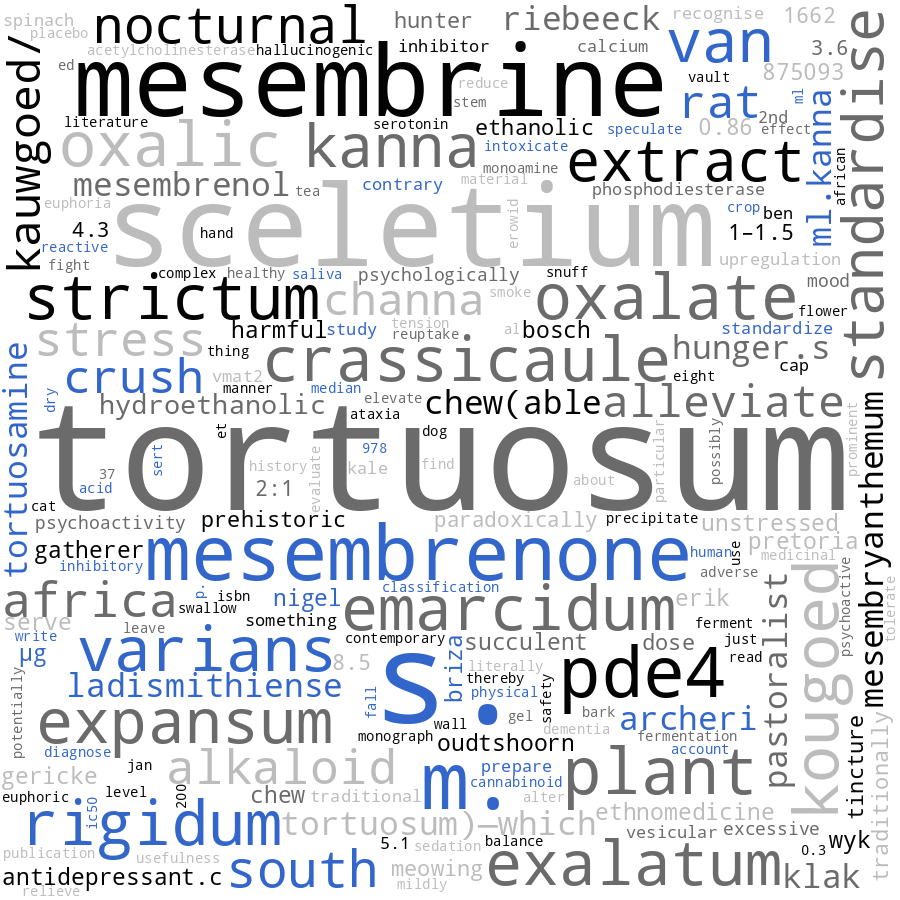 spinach
nocturnal
hunter
riebeeck
recognise
1662
placebo
acetylcholinesterase
hallucinogenic
inhibitor
calcium
van
3.6
standardise
kauwgoed/
ed
mesembrine
reduce
vault
875093
stem
rat
ml
literature
serotonin
ethanolic
speculate
0.86
2nd
effect
oxalic
kanna
intoxicate
extract
ml.kanna
african
monoamine
mesembrenol
tea
contrary
material
phosphodiesterase
euphoria
sceletium
erowid
crop
ben
4.3
hand
1–1.5
reactive
fight
upregulation
complex
healthy
saliva
psychologically
snuff
mood
strictum
channa
smoke
oxalate
flower
harmful
study
tension
reuptake
al
bosch
standardize
stress
thing
crassicaule
hunger.s
cap
tortuosamine
crush
vmat2
eight
manner
median
dry
hydroethanolic
elevate
chew(able
alleviate
ataxia
tortuosum
et
dog
prominent
mesembryanthemum
sert
978
particular
possibly
history
kale
find
37
evaluate
about
acid
2:1
cat
psychoactivity
prehistoric
paradoxically
precipitate
unstressed
gatherer
mesembrenone
human
use
pretoria
medicinal
inhibitory
adverse
psychoactive
tolerate
africa
classification
p.
isbn
nigel
emarcidum
erik
kougoed
pastoralist
swallow
serve
something
ferment
write
leave
contemporary
succulent
dose
just
µg
varians
8.5
s.
briza
literally
read
thereby
pde4
potentially
ladismithiense
physical
safety
fall
expansum
wall
gel
bark
archeri
monograph
dementia
fermentation
diagnose
oudtshoorn
account
tincture
traditionally
jan
alkaloid
gericke
m.
prepare
cannabinoid
plant
euphoric
level
200
chew
traditional
alter
ic50
ethnomedicine
rigidum
tortuosum)—which
vesicular
excessive
5.1
sedation
balance
0.3
wyk
publication
usefulness
antidepressant.c
south
meowing
exalatum
klak
mildly
relieve